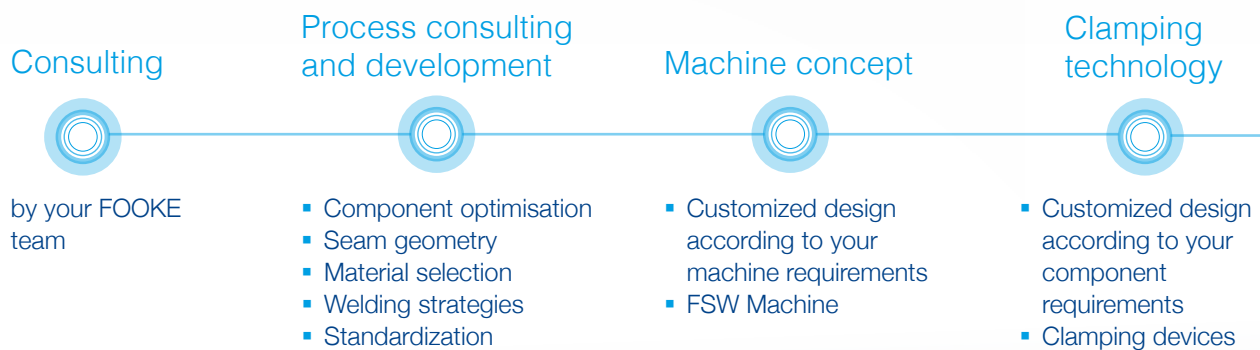 Consulting
by your FOOKE
team
Process consulting
and development
▪ Component optimisation
▪ Seam geometry
▪ Material selection
▪ Welding strategies
▪ Standardization
Machine concept
▪ Customized design
according to your
machine requirements
▪ FSW Machine
Clamping
technology
▪ Customized design
according to your
component
requirements
▪ Clamping devices